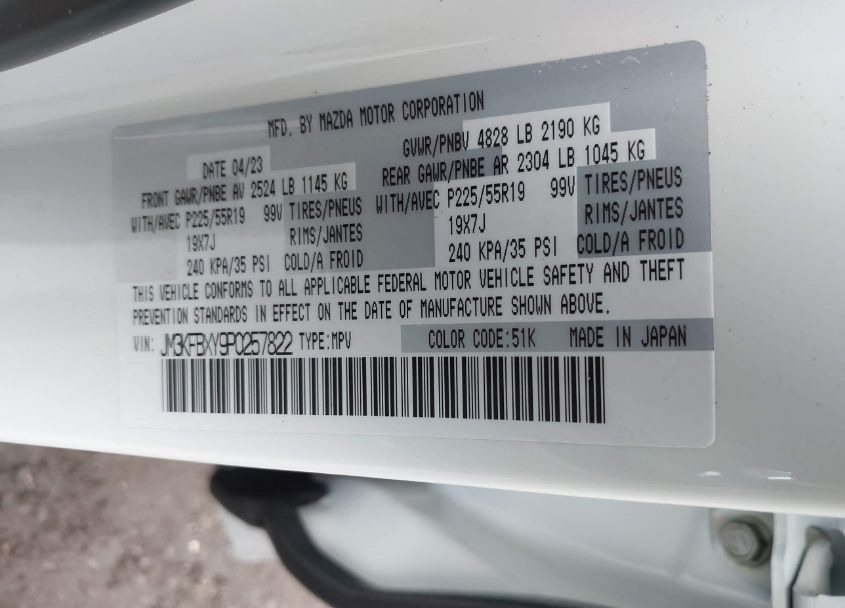 MFD. BY MAZDA MOTOR CORPORATION
DATE 04/23 GVWR/PNBV 4828 LB 2190 KG
FRONT GAWR/PNBE AV 2524 LB 1145 KG REAR GAWR/PNBE AR 2304 LB 1045 KG
WITH/AVEC P225/55R19 99V TIRES/PNEUS WITH/AVEC P225/55R19 99V TIRES/PNEUS
19X7J RIMS/JANTES 19X7J RIMS/JANTES
240 KPA/35 PSI COLD/A FROID 240 KPA/35 PSI COLD/A FROID
THIS VEHICLE CONFORMS TO ALL APPLICABLE FEDERAL MOTOR VEHICLE SAFETY AND THEFT
PREVENTION STANDARDS IN EFFECT ON THE DATE OF MANUFACTURE SHOWN ABOVE.
VIN: JM3KFBXY9P0257822 TYPE:MPV COLOR CODE:51K MADE IN JAPAN